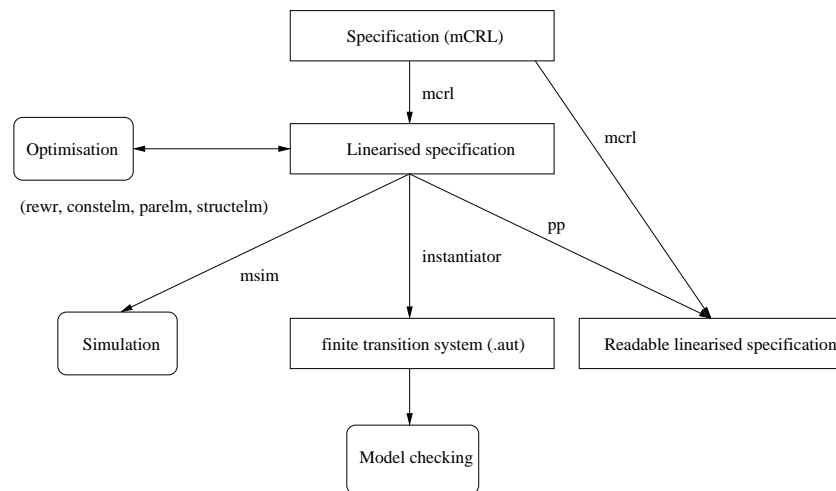 Specification (mCRL)
mcrl
mcrl
Optimisation
Linearised specification
(rewr, constelm, parelm, structelm)
pp
msim
instantiator
Simulation
finite transition system (.aut)
Readable linearised specification
Model checking